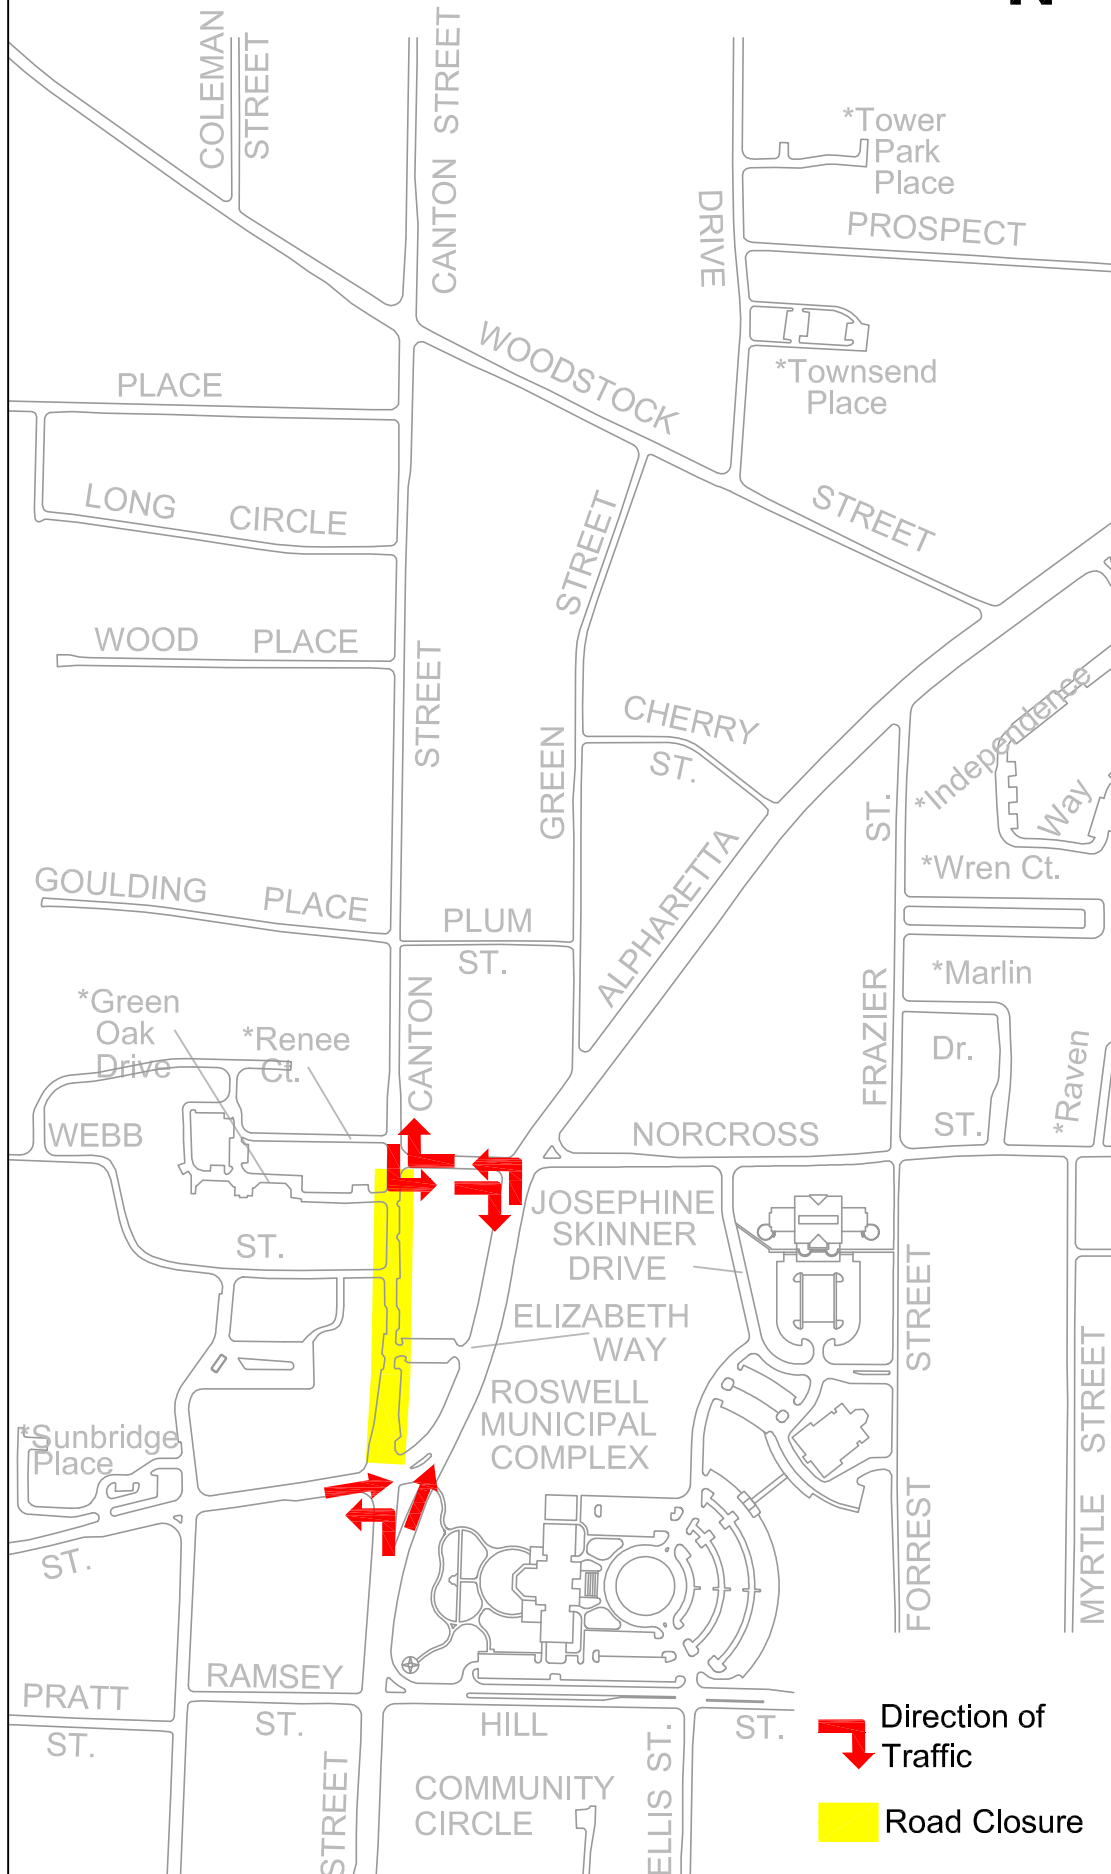 N
COLEMAN
STREET
CANTON STREET
*Tower
Park
Place
DRIVE
PROSPECT
WOODSTOCK
STREET
*Townsend
Place
PLACE
LONG CIRCLE
STREET
WOOD PLACE
STREET
CHERRY
ST.
GREEN
*Independence
Way
ST.
*Wren Ct.
ALPHARETTA
GOULDING PLACE
PLUM
ST.
*Marlin
Dr.
FRAZIER
*Green
Oak
Drive
*Renee
Ct.
CANTON
*Raven
ST.
WEBB
ST.
NORCROSS
JOSEPHINE
SKINNER
DRIVE
ELIZABETH
WAY
STREET
MYRTLE STREET
ROSWELL
MUNICIPAL
COMPLEX
*Sunbridge
Place
ST.
FORREST
RAMSEY
ST.
PRATT
ST.
HILL
ST.
STREET
COMMUNITY
CIRCLE
ELLIS ST.
Direction of
Traffic
Road Closure